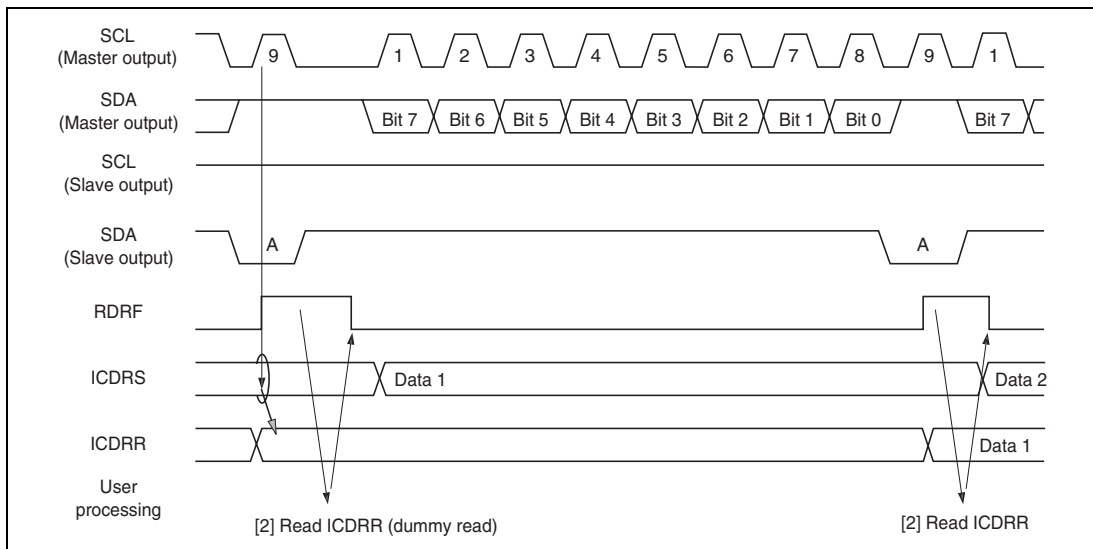 SCL
(Master output)
9 1 2 3 4 5 6 7 8 9 1
SDA
(Master output)
Bit 7 Bit 6 Bit 5 Bit 4 Bit 3 Bit 2 Bit 1 Bit 0 Bit 7
SCL
(Slave output)
SDA
(Slave output)
A A
RDRF
ICDRS
Data 1 Data 2
ICDRR
Data 1
User
processing
[2] Read ICDRR (dummy read) [2] Read ICDRR